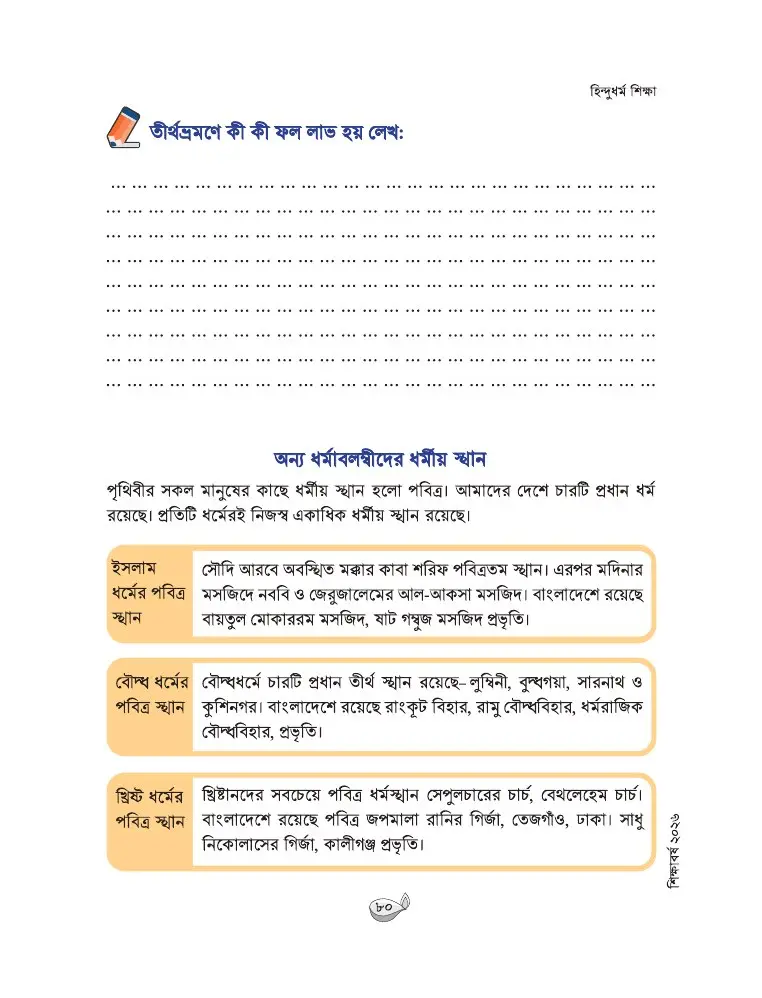 হিন্দুধর্ম শিক্ষা
তীর্থভ্রমণে কী কী ফল লাভ হয় লেখ:
... ... ... ... ... ... ... ... ... ... ... ... ... ... ... ... ... ... ... ... ... ... ... ... ... ...
... ... ... ... ... ... ... ... ... ... ... ... ... ... ... ... ... ... ... ... ... ... ... ... ... ...
... ... ... ... ... ... ... ... ... ... ... ... ... ... ... ... ... ... ... ... ... ... ... ... ... ...
... ... ... ... ... ... ... ... ... ... ... ... ... ... ... ... ... ... ... ... ... ... ... ... ... ...
... ... ... ... ... ... ... ... ... ... ... ... ... ... ... ... ... ... ... ... ... ... ... ... ... ...
... ... ... ... ... ... ... ... ... ... ... ... ... ... ... ... ... ... ... ... ... ... ... ... ... ...
... ... ... ... ... ... ... ... ... ... ... ... ... ... ... ... ... ... ... ... ... ... ... ... ... ...
... ... ... ... ... ... ... ... ... ... ... ... ... ... ... ... ... ... ... ... ... ... ... ... ... ...
... ... ... ... ... ... ... ... ... ... ... ... ... ... ... ... ... ... ... ... ... ... ... ... ... ...
অন্য ধর্মাবলম্বীদের ধর্মীয় স্থান
পৃথিবীর সকল মানুষের কাছে ধর্মীয় স্থান হলো পবিত্র। আমাদের দেশে চারটি প্রধান ধর্ম
রয়েছে। প্রতিটি ধর্মেরই নিজস্ব একাধিক ধর্মীয় স্থান রয়েছে।
ইসলাম
ধর্মের পবিত্র
স্থান
সৌদি আরবে অবস্থিত মক্কার কাবা শরিফ পবিত্রতম স্থান। এরপর মদিনার
মসজিদে নববি ও জেরুজালেমের আল-আকসা মসজিদ। বাংলাদেশে রয়েছে
বায়তুল মোকাররম মসজিদ, ষাট গম্বুজ মসজিদ প্রভৃতি।
বৌদ্ধ ধর্মের
পবিত্র স্থান
বৌদ্ধধর্মে চারটি প্রধান তীর্থ স্থান রয়েছে– লুম্বিনী, বুদ্ধগয়া, সারনাথ ও
কুশিনগর। বাংলাদেশে রয়েছে রাংকূট বিহার, রামু বৌদ্ধবিহার, ধর্মরাজিক
বৌদ্ধবিহার, প্রভৃতি।
খ্রিষ্ট ধর্মের
পবিত্র স্থান
খ্রিষ্টানদের সবচেয়ে পবিত্র ধর্মস্থান সেপুলচারের চার্চ, বেথলেহেম চার্চ।
বাংলাদেশে রয়েছে পবিত্র জপমালা রানির গির্জা, তেজগাঁও, ঢাকা। সাধু
নিকোলাসের গির্জা, কালীগঞ্জ প্রভৃতি।
শিক্ষাবর্ষ ২০২৬
৮০